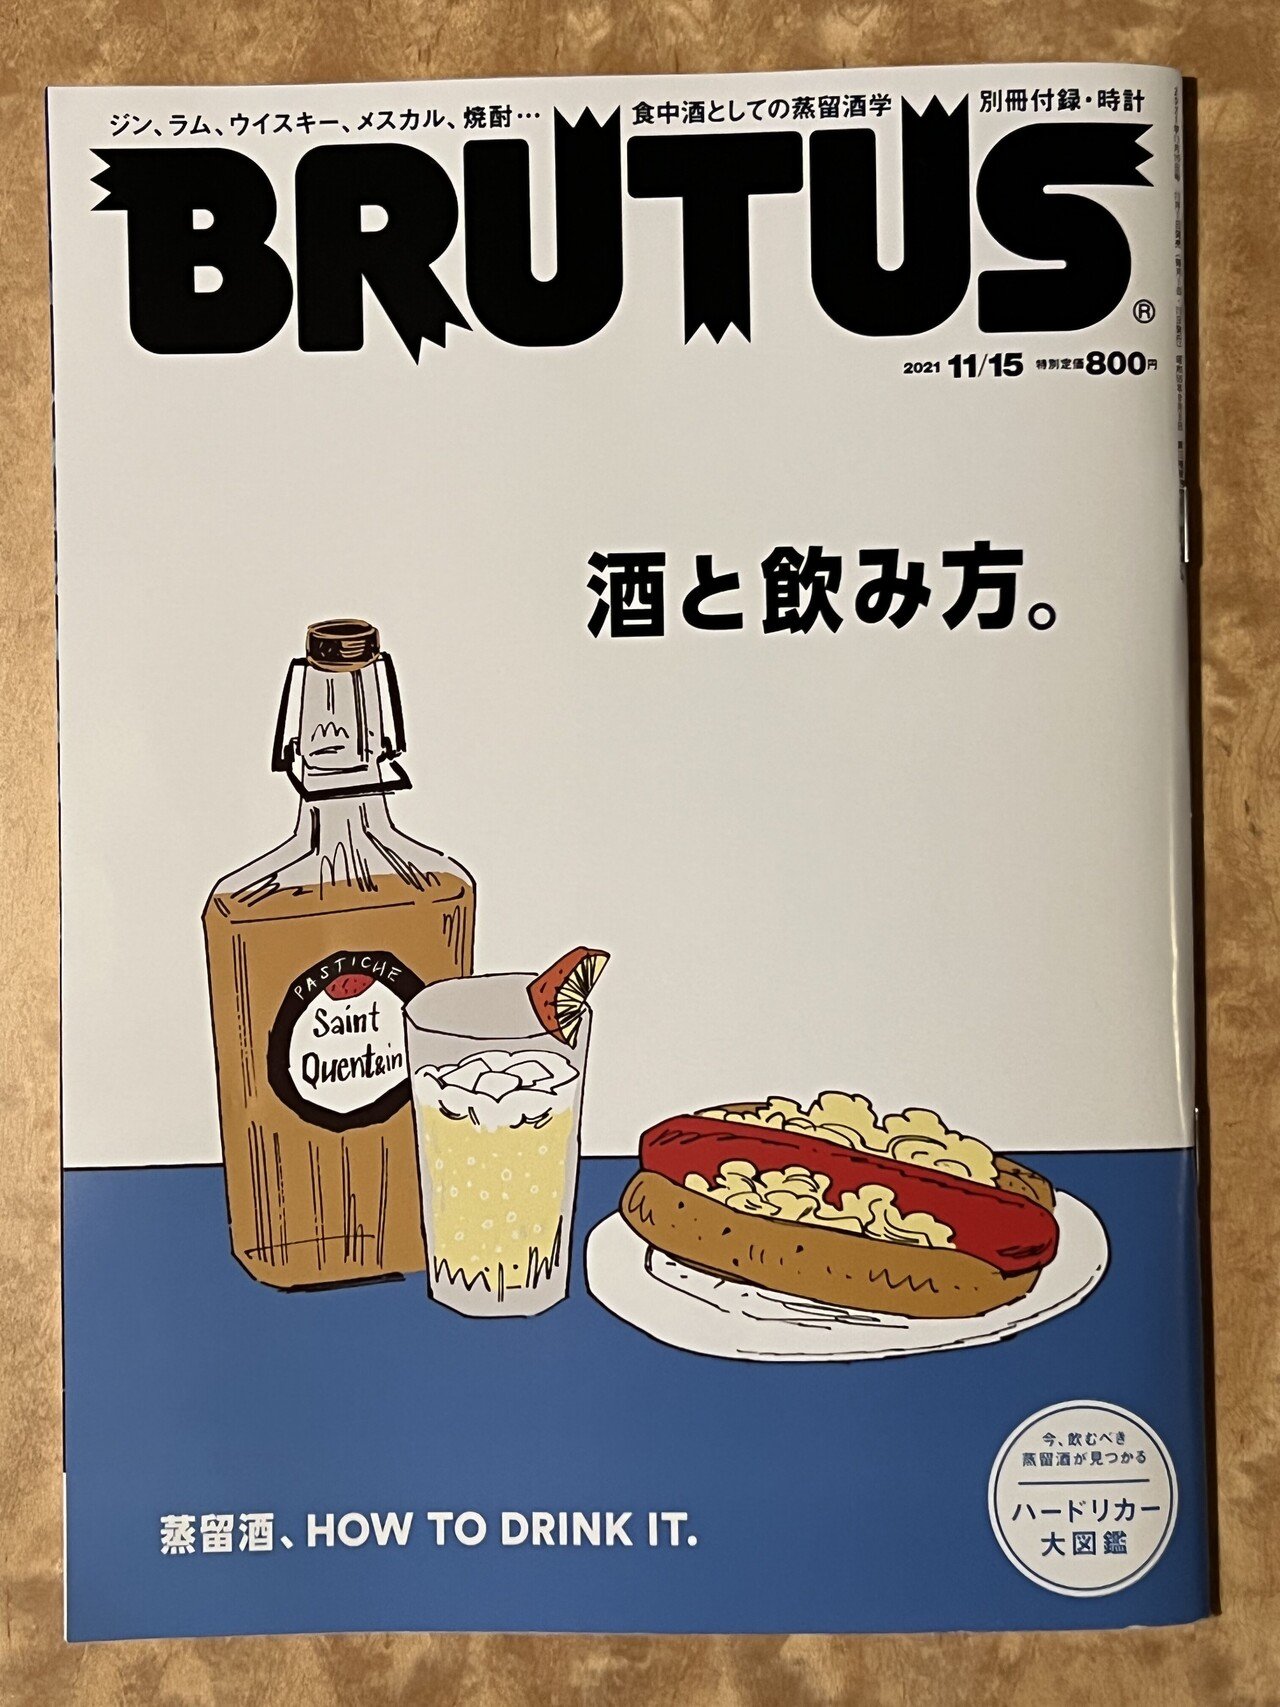 ジン、ラム、ウイスキー、メスカル、焼酎…
食中酒としての蒸留酒学
別冊付録・時計
BRUTUS®
2021 11/15 特別定価800円
酒と飲み方。
PASTICHE
Saint
Quent&in
今、飲むべき
蒸留酒が見つかる
ハードリカー
大図鑑
蒸留酒、HOW TO DRINK IT.